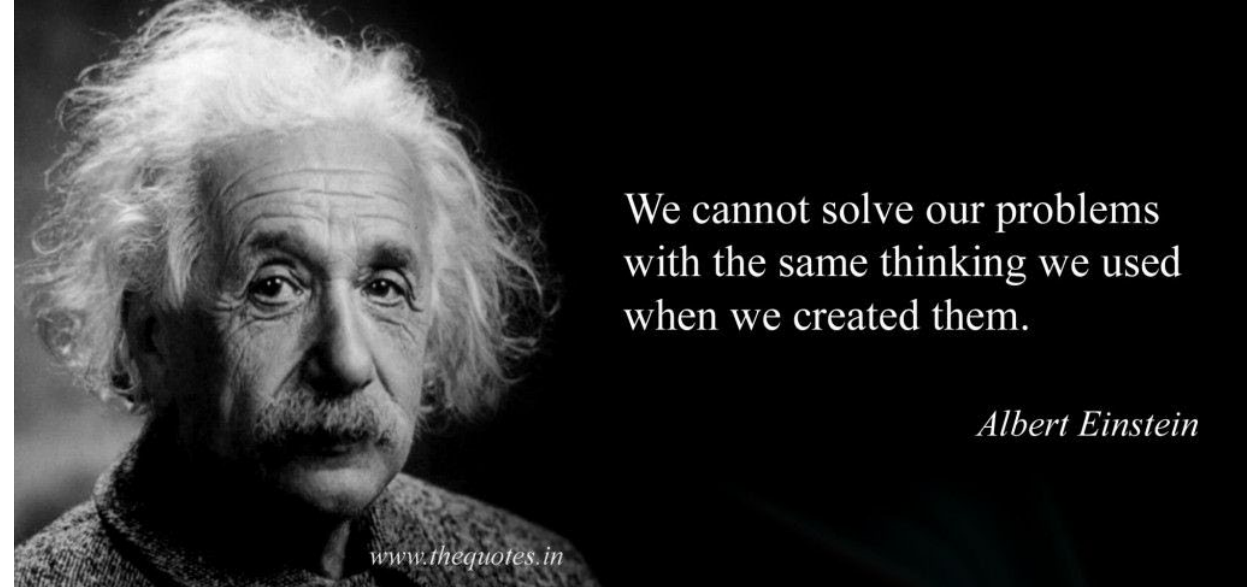 We cannot solve our problems
with the same thinking we used
when we created them.
Albert Einstein
www.thequotes.in